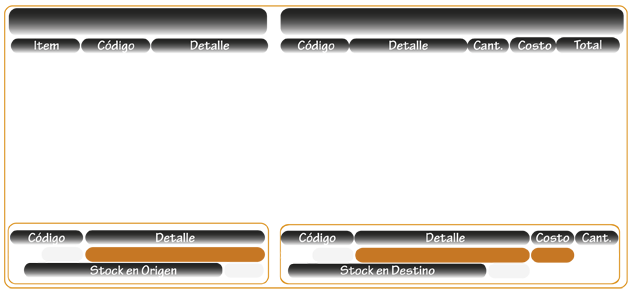 Item Código Detalle
Código Detalle Cant. Costo Total
Código Detalle
Stock en Origen
Código Detalle Costo Cant.
Stock en Destino